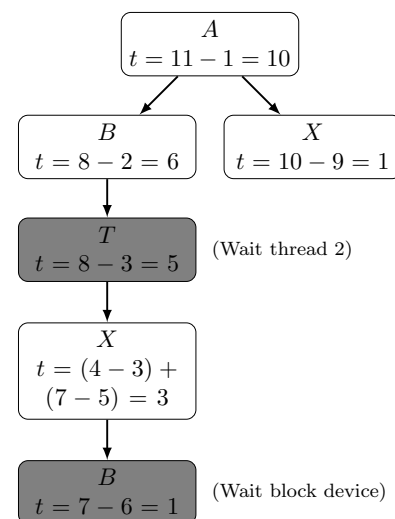 A
t = 11 − 1 = 10
B
t = 8 − 2 = 6
X
t = 10 − 9 = 1
T
t = 8 − 3 = 5
(Wait thread 2)
X
t = (4 − 3) +
(7 − 5) = 3
B
t = 7 − 6 = 1
(Wait block device)